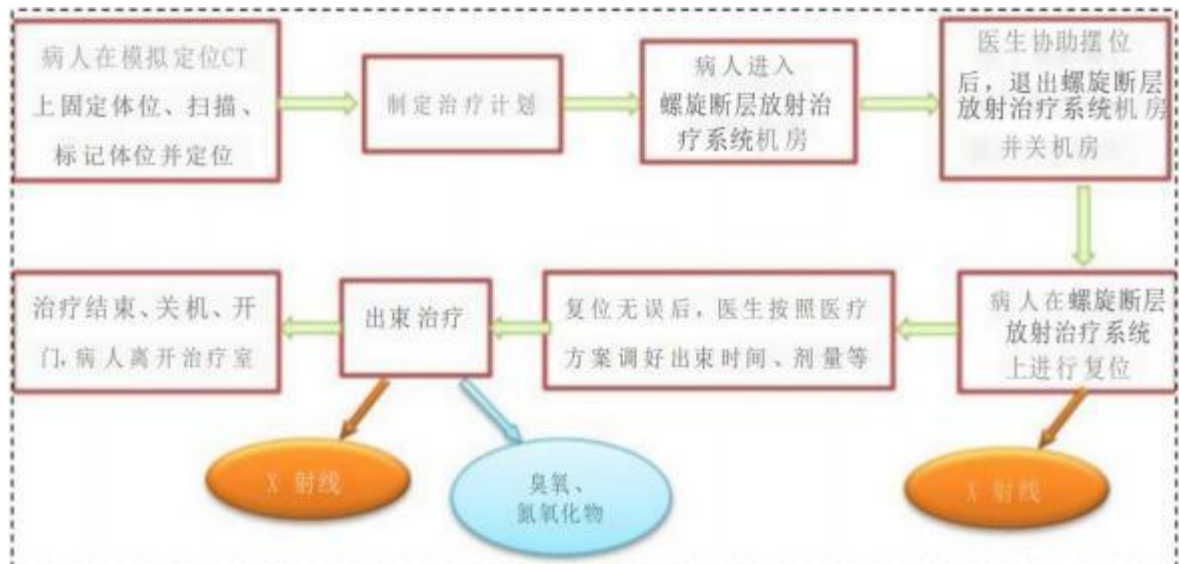 病人在模拟定位CT
上固定体位、扫描、
标记体位并定位
制定治疗计划
病人进入
螺旋断层放射治
疗系统机房
医生协助摆位
后，退出螺旋断层
放射治疗系统机房
并关机房
病人在螺旋断层
放射治疗系统
上进行复位
复位无误后，医生按照医疗
方案调好出束时间、剂量等
出束治疗
治疗结束、关机、开
门，病人离开治疗室
X 射线
臭氧、
氮氧化物
X 射线